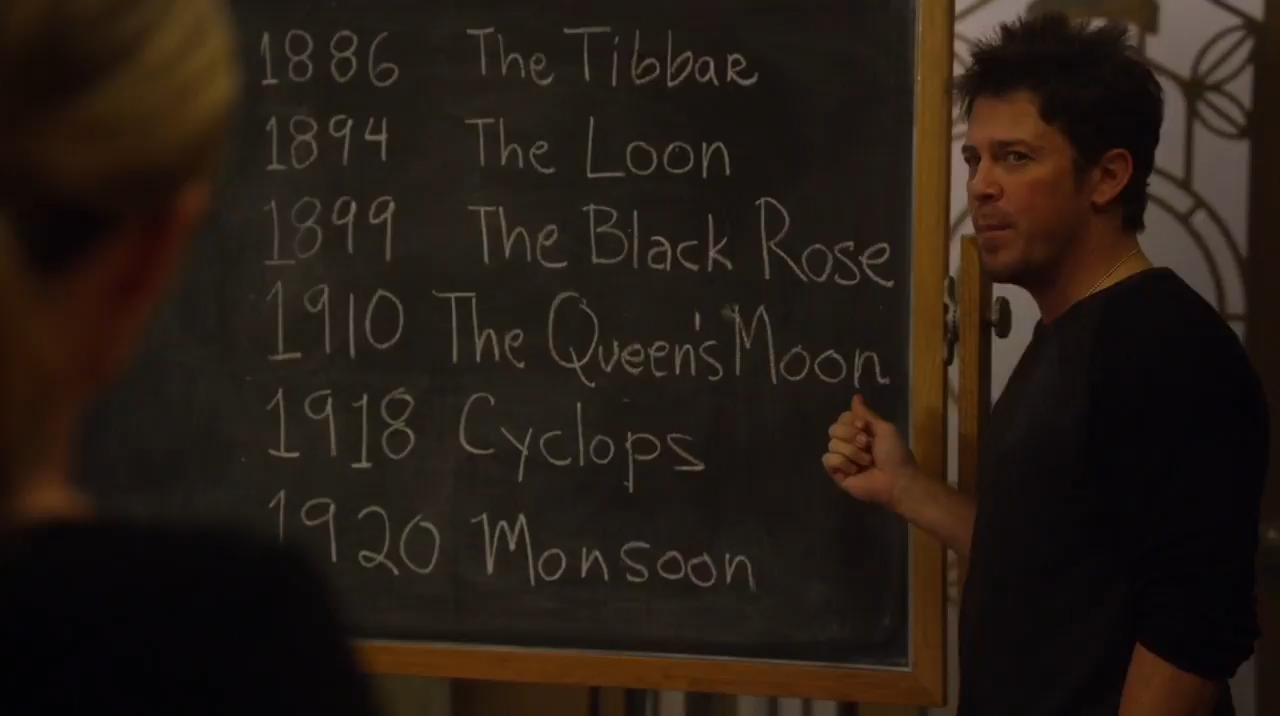 1886 The Tibbar
1894 The Loon
1899 The Black Rose
1910 The Queen's Moon
1918 Cyclops
1920 Monsoon